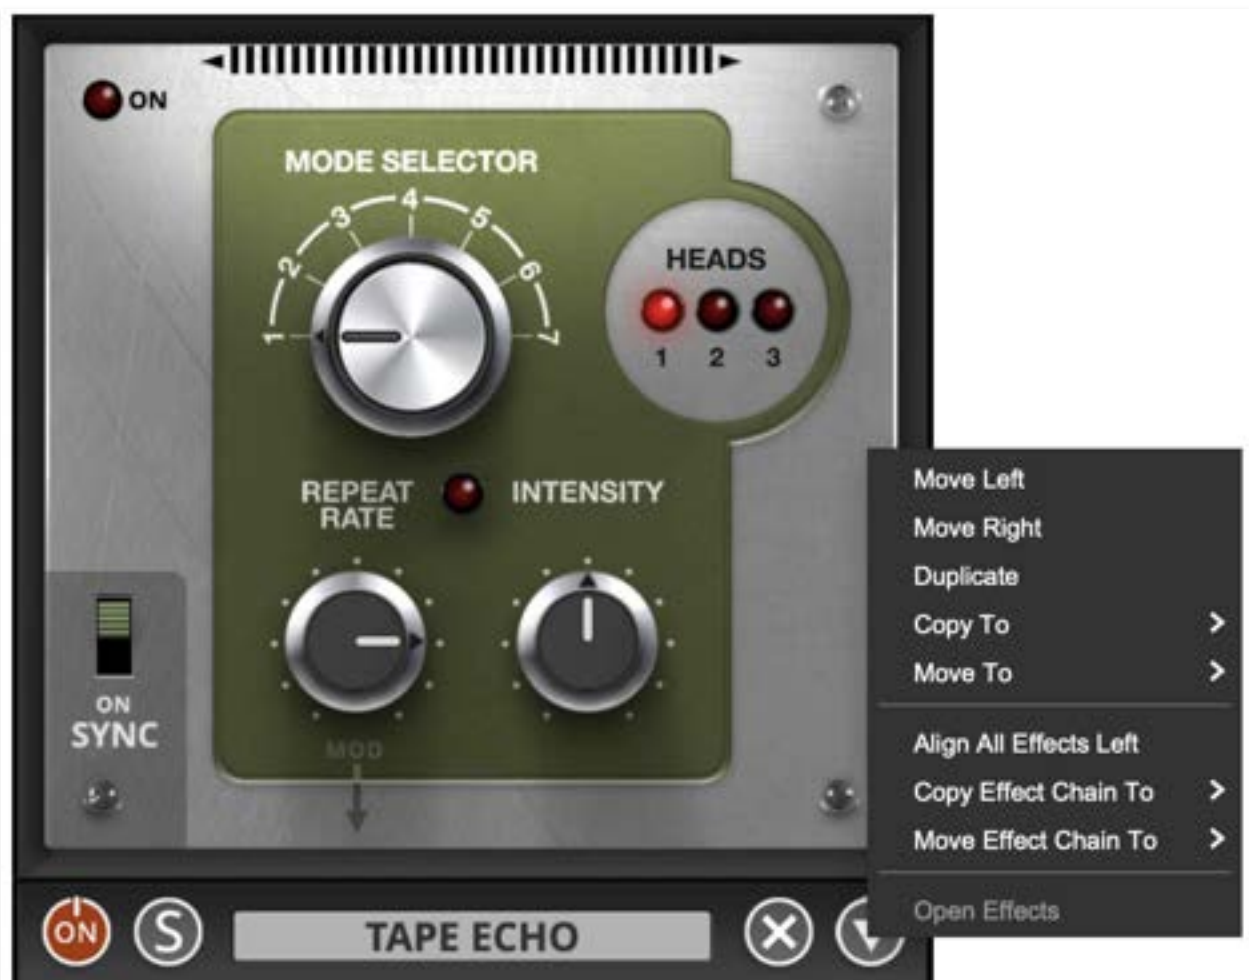 ON
MODE SELECTOR
1 2 3 4 5 6 7
HEADS
1 2 3
REPEAT
RATE
INTENSITY
ON
SYNC
MOD
ON
S
TAPE ECHO
Move Left
Move Right
Duplicate
Copy To
Move To
Align All Effects Left
Copy Effect Chain To
Move Effect Chain To
Open Effects